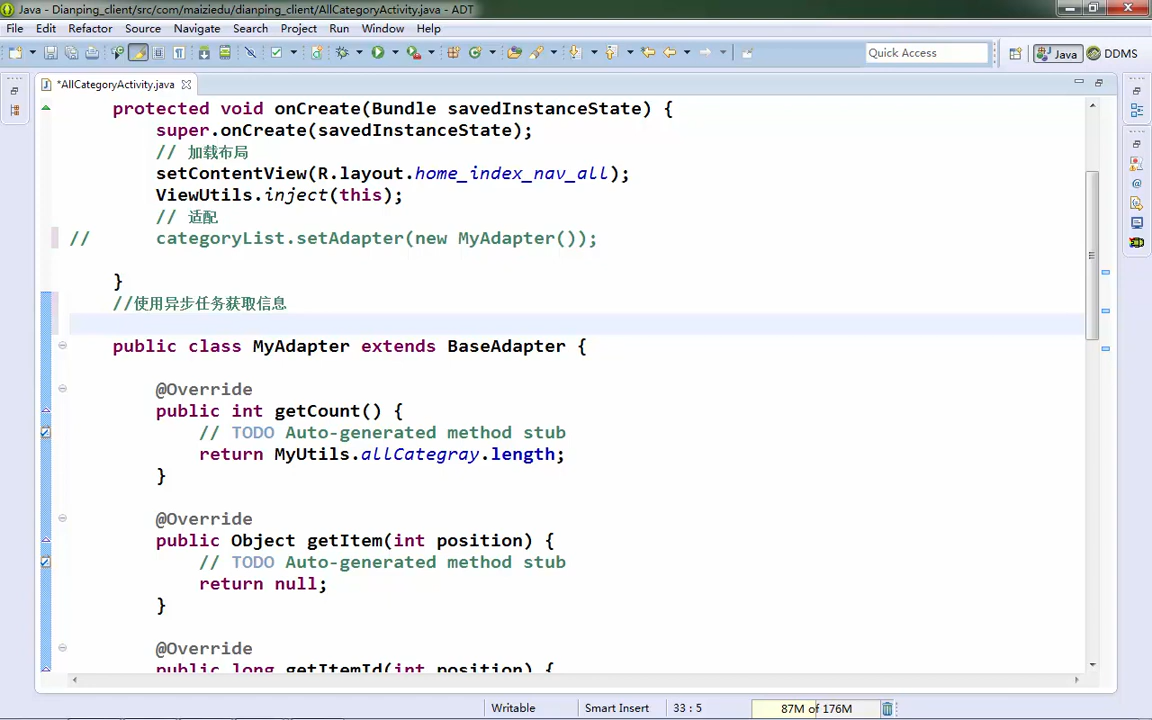 Java - Dianping_client/src/com/maiziedu/dianping_client/AllCategoryActivity.java - ADT
File Edit Refactor Source Navigate Search Project Run Window Help
Quick Access
Java
DDMS
*AllCategoryActivity.java
protected void onCreate(Bundle savedInstanceState) {
super.onCreate(savedInstanceState);
// 加载布局
setContentView(R.layout.home_index_nav_all);
ViewUtils.inject(this);
// 适配
// categoryList.setAdapter(new MyAdapter());
}
//使用异步任务获取信息
public class MyAdapter extends BaseAdapter {
@Override
public int getCount() {
// TODO Auto-generated method stub
return MyUtils.allCategray.length;
}
@Override
public Object getItem(int position) {
// TODO Auto-generated method stub
return null;
}
@Override
public long getItemId(int position) {
Writable Smart Insert 33 : 5 87M of 176M